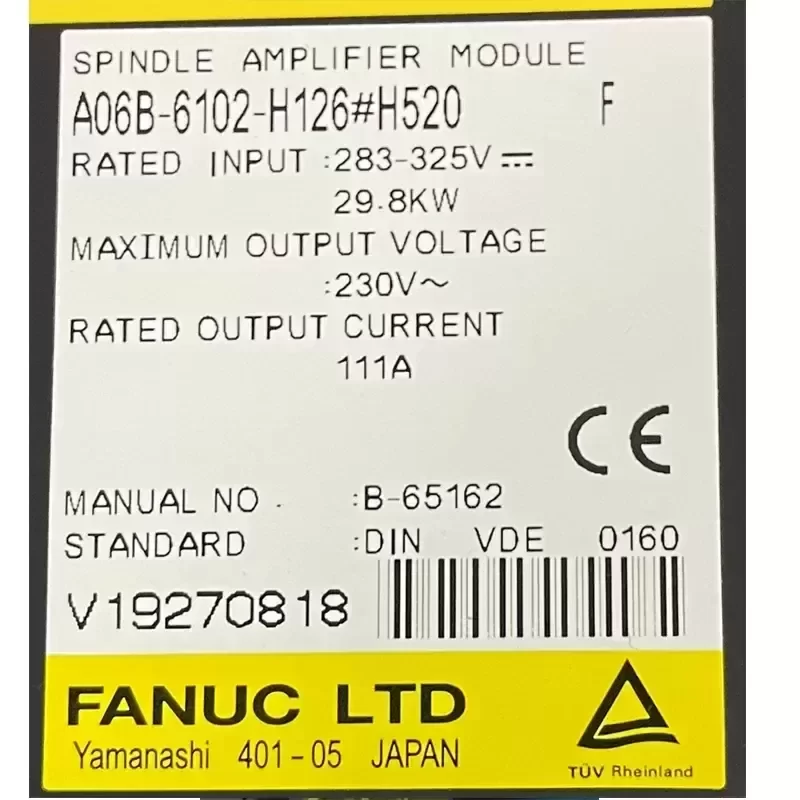 SPINDLE AMPLIFIER MODULE
A06B-6102-H126#H520 F
RATED INPUT :283-325V ⎓
29.8KW
MAXIMUM OUTPUT VOLTAGE
:230V～
RATED OUTPUT CURRENT
111A
CE
MANUAL NO. :B-65162
STANDARD :DIN VDE 0160
V19270818
FANUC LTD
Yamanashi 401-05 JAPAN
TÜV Rheinland